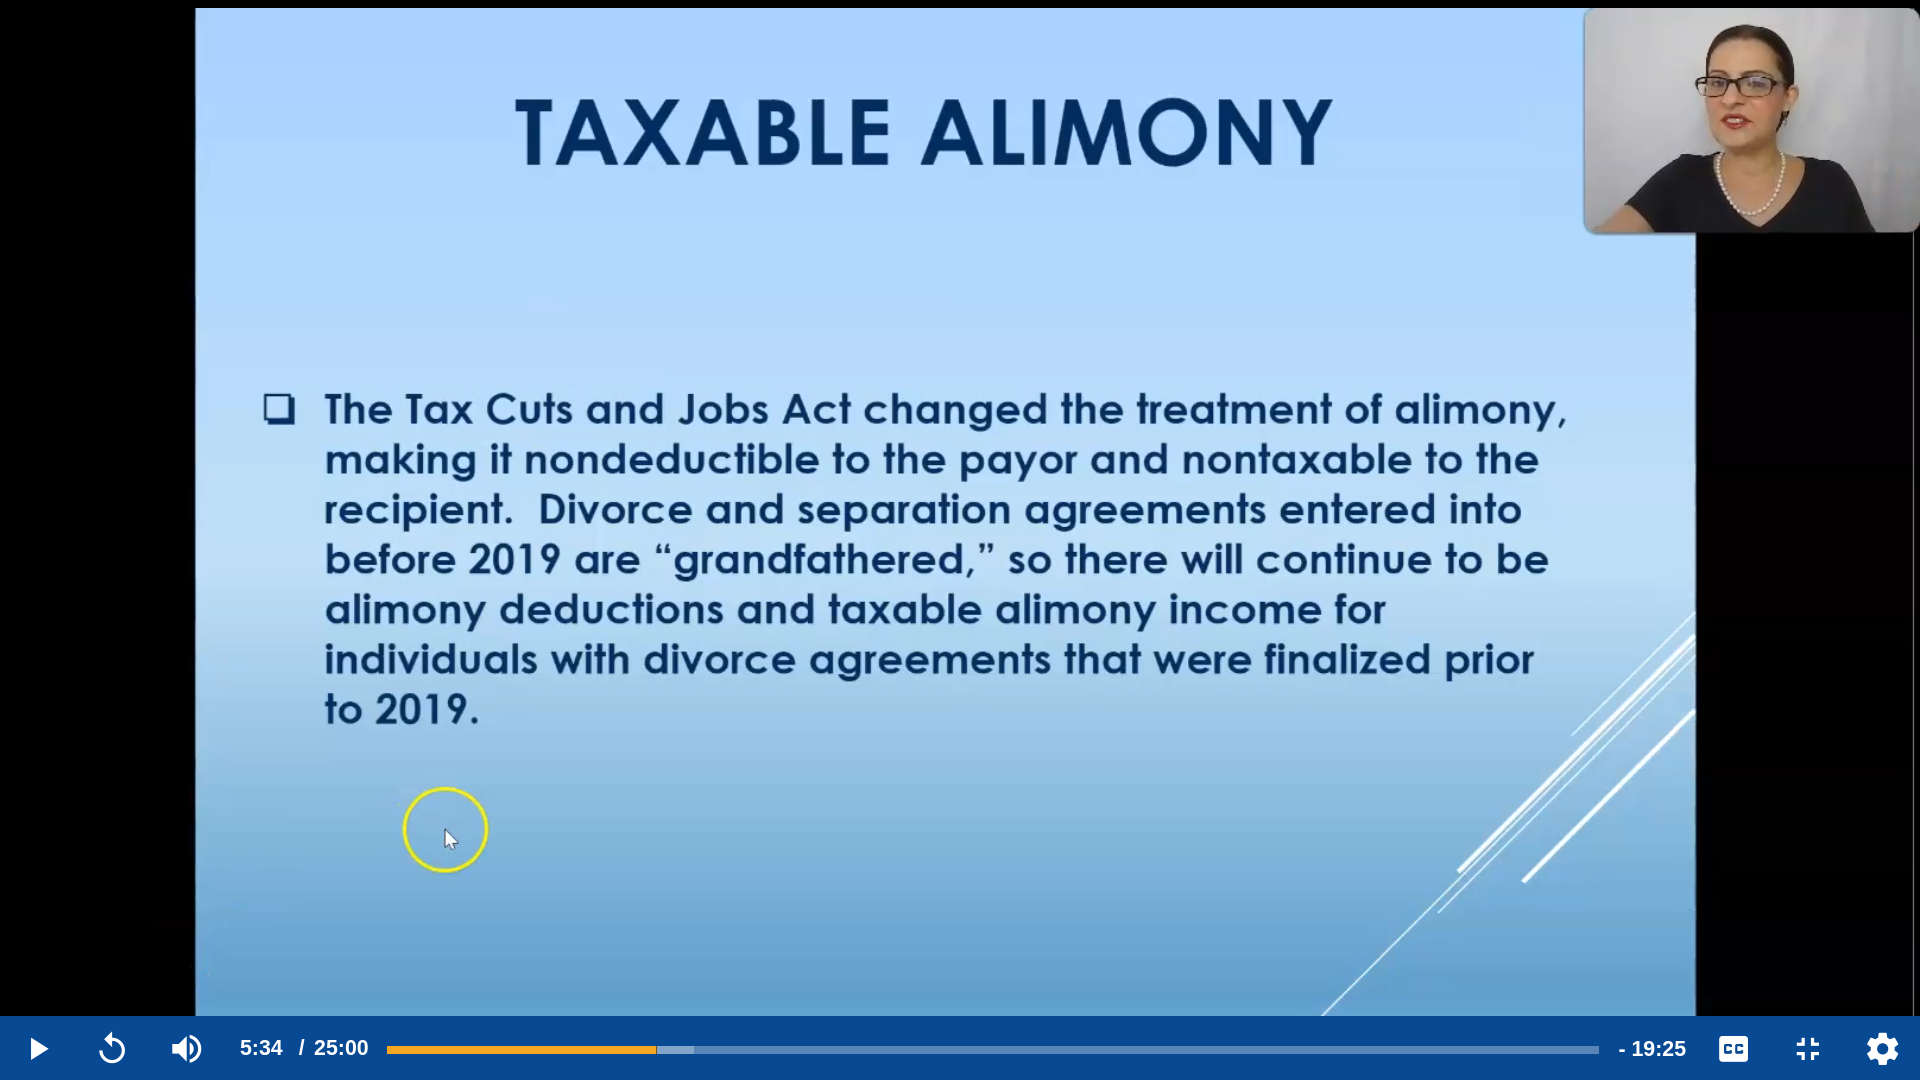 TAXABLE ALIMONY
❑ The Tax Cuts and Jobs Act changed the treatment of alimony,
making it nondeductible to the payor and nontaxable to the
recipient.  Divorce and separation agreements entered into
before 2019 are “grandfathered,” so there will continue to be
alimony deductions and taxable alimony income for
individuals with divorce agreements that were finalized prior
to 2019.
5:34 / 25:00 - 19:25 CC